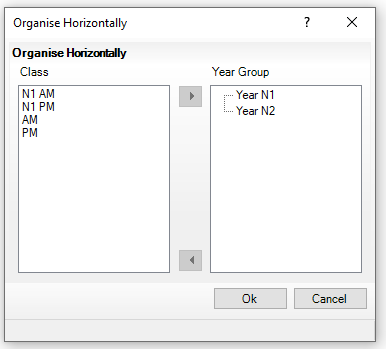 Organise Horizontally ?
Organise Horizontally
Class
N1 AM
N1 PM
AM
PM
Year Group
Year N1
Year N2
Ok Cancel